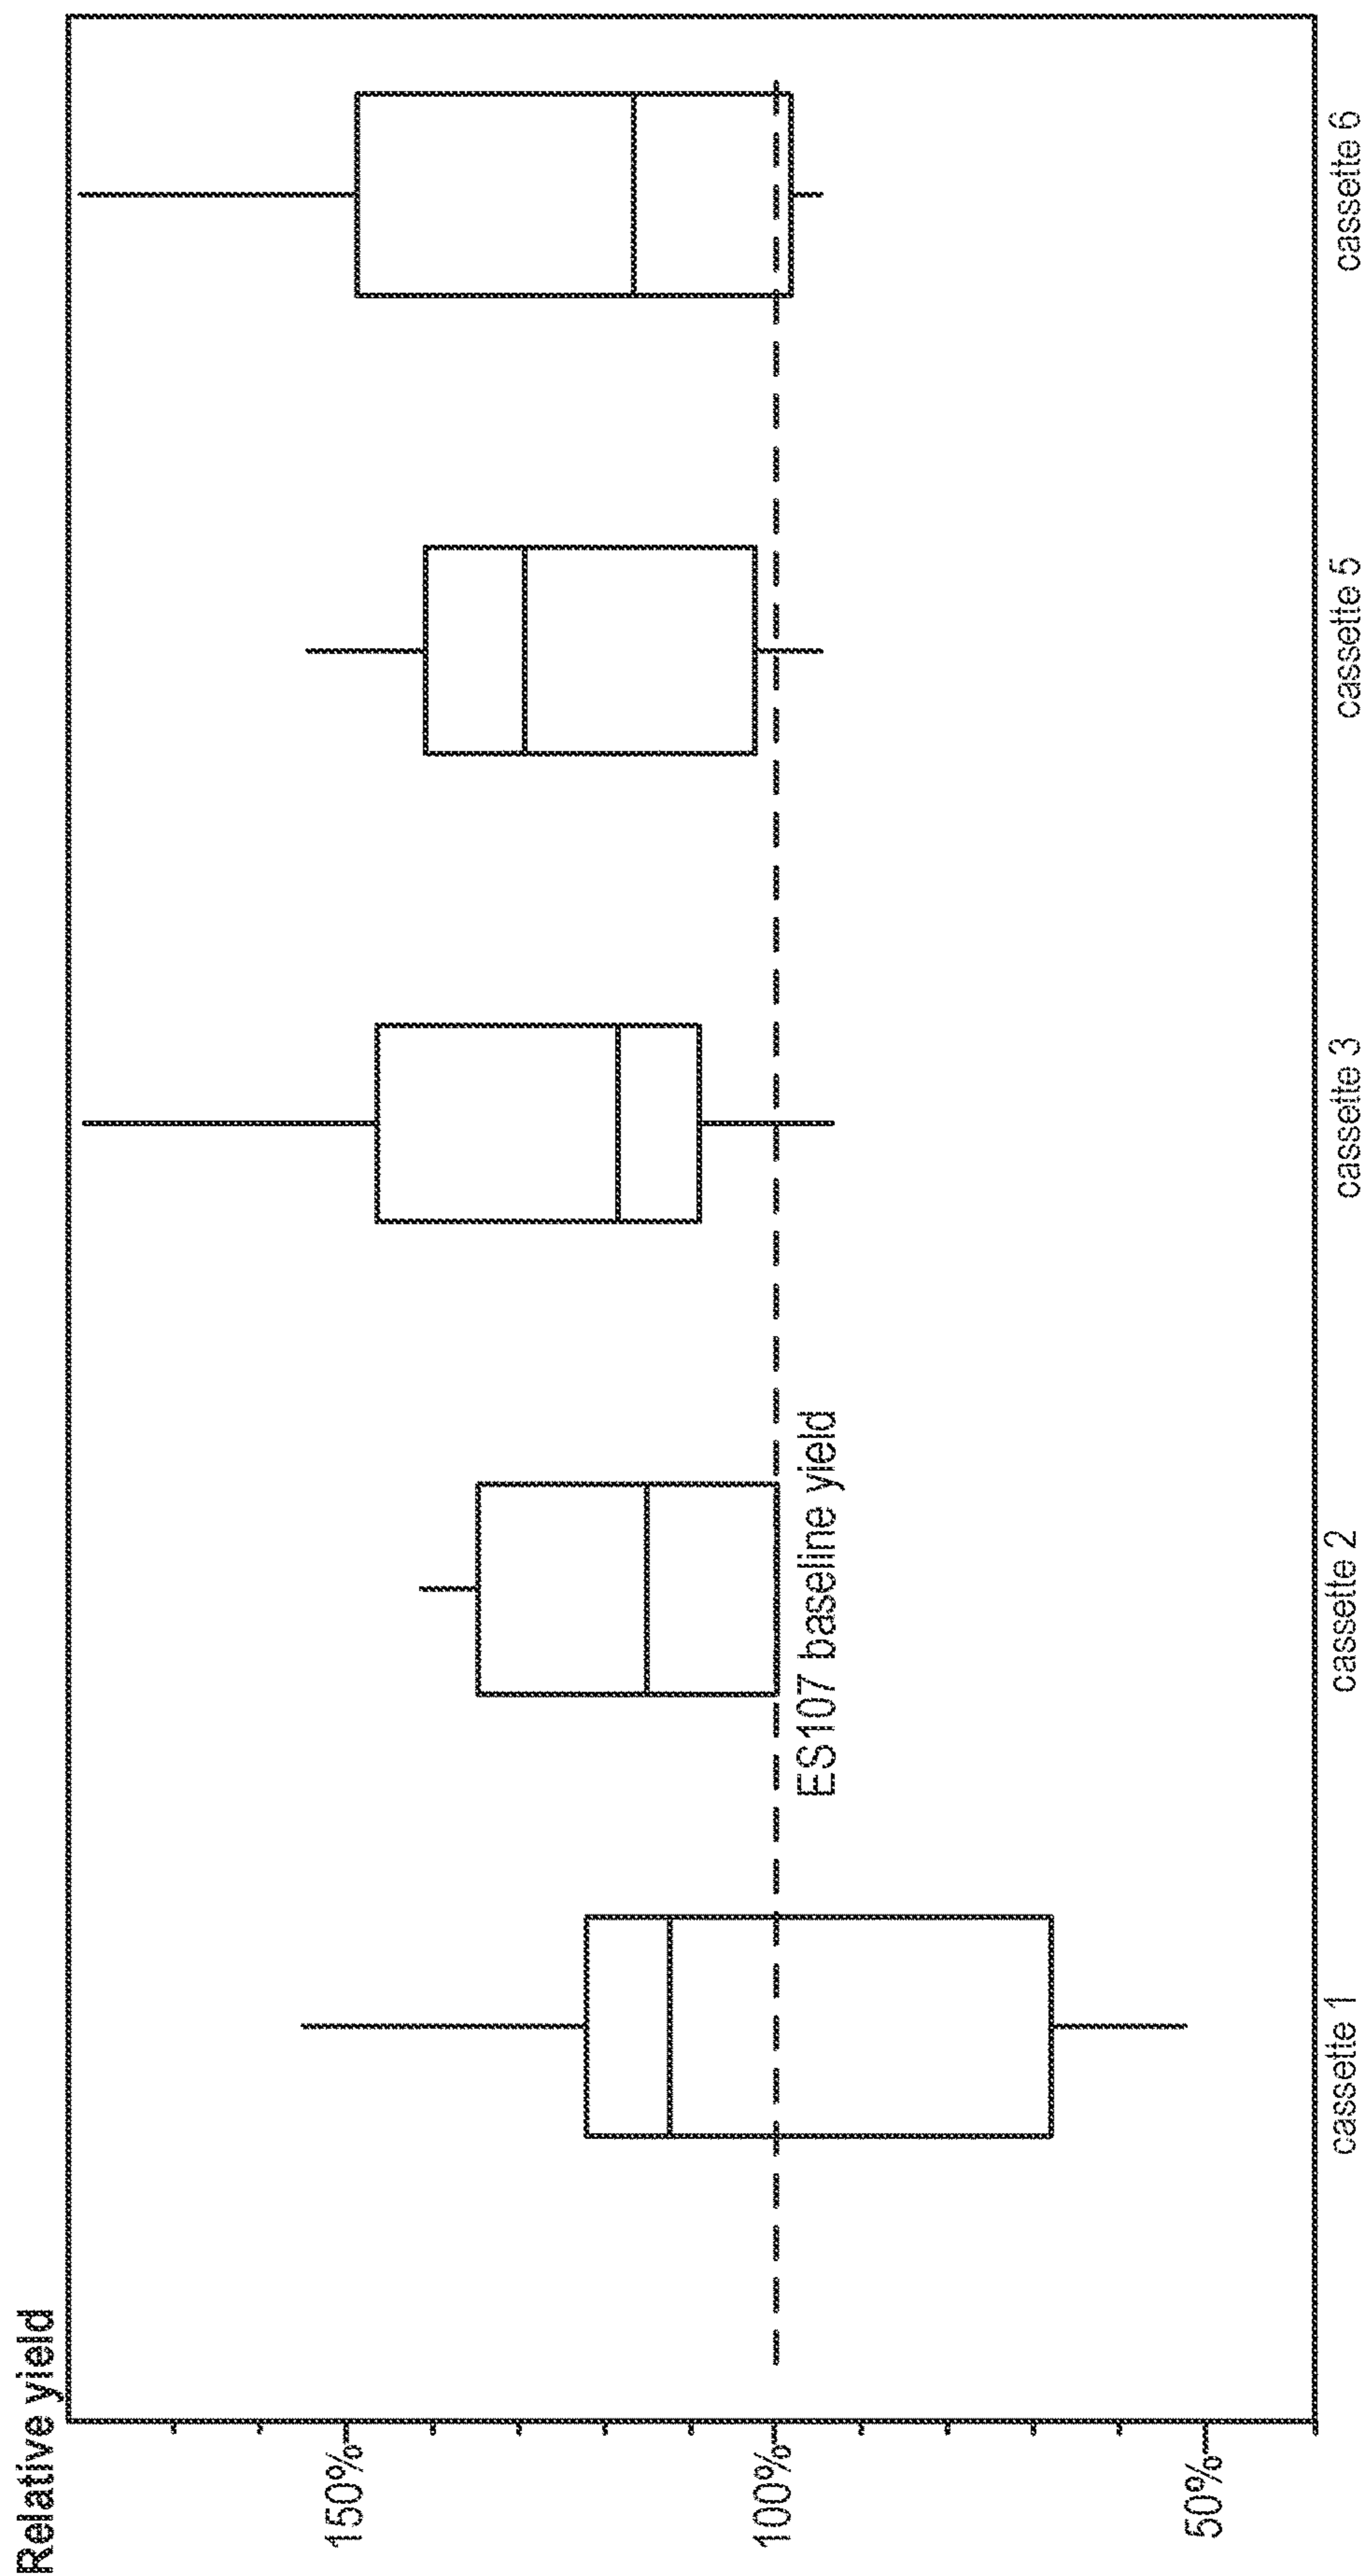 Relative yield
150%
100%
50%
ES107 baseline yield
cassette 1
cassette 2
cassette 3
cassette 5
cassette 6